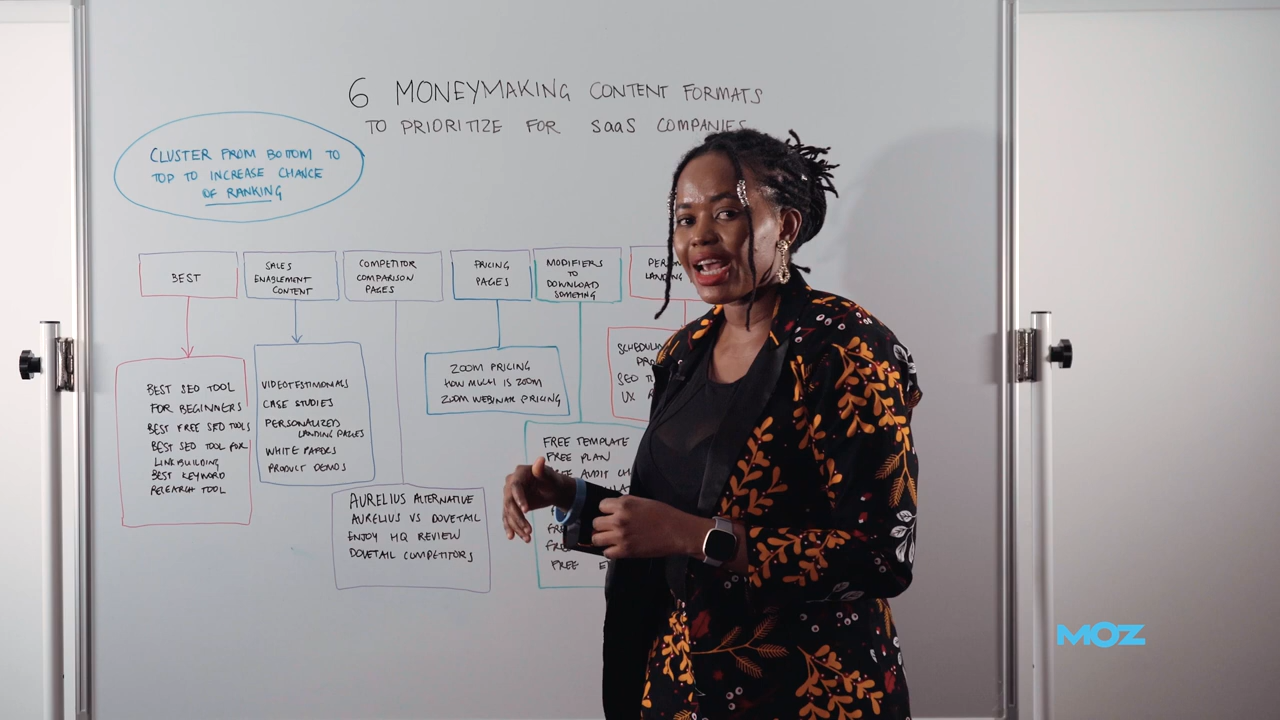 6 MONEYMAKING CONTENT FORMATS
TO PRIORITIZE FOR SaaS COMPANIES
CLUSTER FROM BOTTOM TO
TOP TO INCREASE CHANCE
OF RANKING
BEST
SALES
ENABLEMENT
CONTENT
COMPETITOR
COMPARISON
PAGES
PRICING
PAGES
MODIFIERS
TO
DOWNLOAD
SOMETING
BEST SEO TOOL
FOR BEGINNERS
BEST FREE SEO TOOLS
BEST SEO TOOL FOR
LINKBUILDING
BEST KEYWORD
RESEARCH TOOL
VIDEOTESTIMONIALS
CASE STUDIES
PERSONALIZED
LANDING PAGES
WHITE PAPERS
PRODUCT DEMOS
AURELIUS ALTERNATIVE
AURELIUS VS DOVETAIL
ENJOY HQ REVIEW
DOVETAIL COMPETITORS
ZOOM PRICING
HOW MUCH IS ZOOM
ZOOM WEBINAR PRICING
FREE TEMPLATE
FREE PLAN
AUDIT
FREE
SEO
UX
MOZ